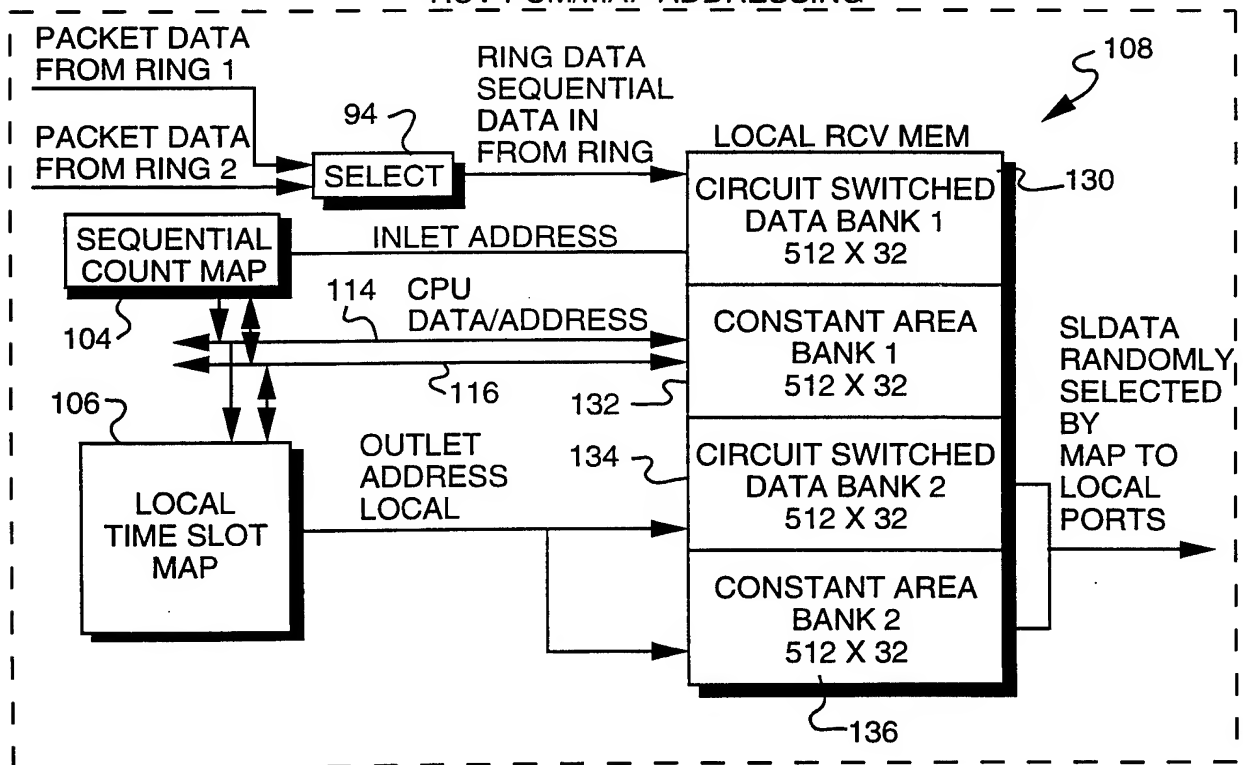 PACKET DATA
FROM RING 1
PACKET DATA
FROM RING 2
94
SELECT
RING DATA
SEQUENTIAL
DATA IN
FROM RING
108
LOCAL RCV MEM
CIRCUIT SWITCHED
DATA BANK 1
512 X 32
130
SEQUENTIAL
COUNT MAP
104
INLET ADDRESS
114
CPU
DATA/ADDRESS
116
CONSTANT AREA
BANK 1
512 X 32
132
106
LOCAL
TIME SLOT
MAP
OUTLET
ADDRESS
LOCAL
134
CIRCUIT SWITCHED
DATA BANK 2
512 X 32
CONSTANT AREA
BANK 2
512 X 32
136
SLDATA
RANDOMLY
SELECTED
BY
MAP TO
LOCAL
PORTS